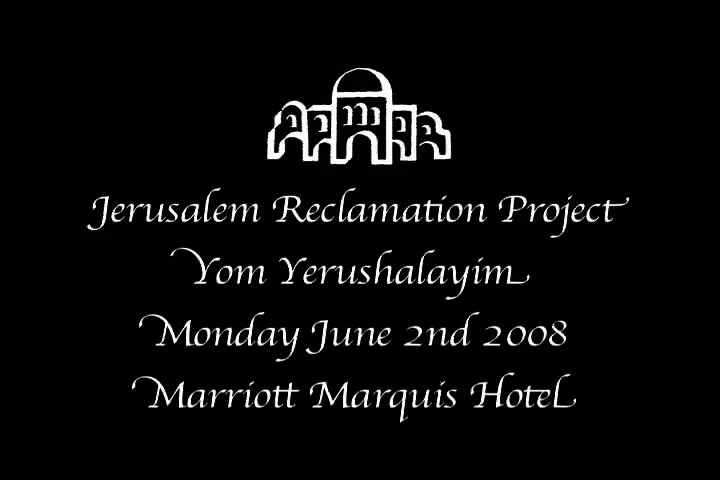 Jerusalem Reclamation Project
Yom Yerushalayim
Monday June 2nd 2008
Marriott Marquis Hotel